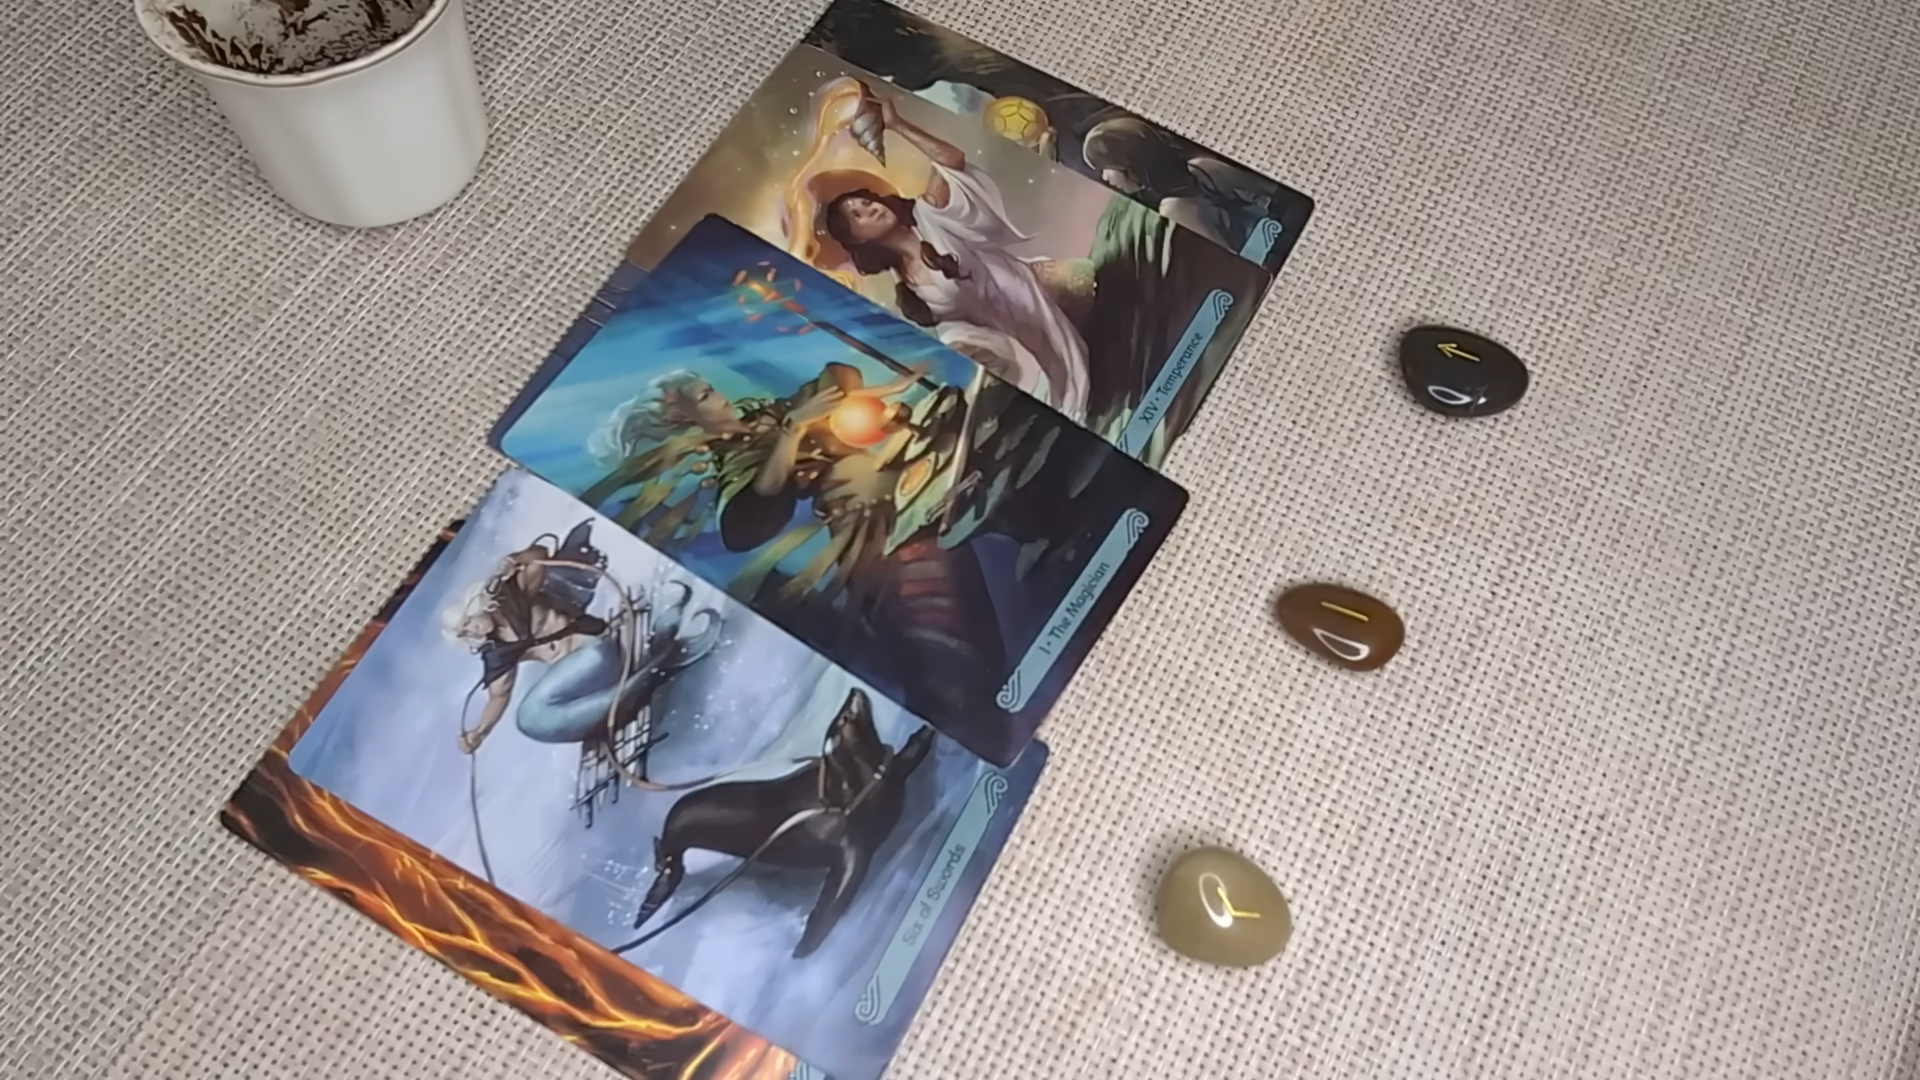 XIV • Temperance
I • The Magician
Six of Swords